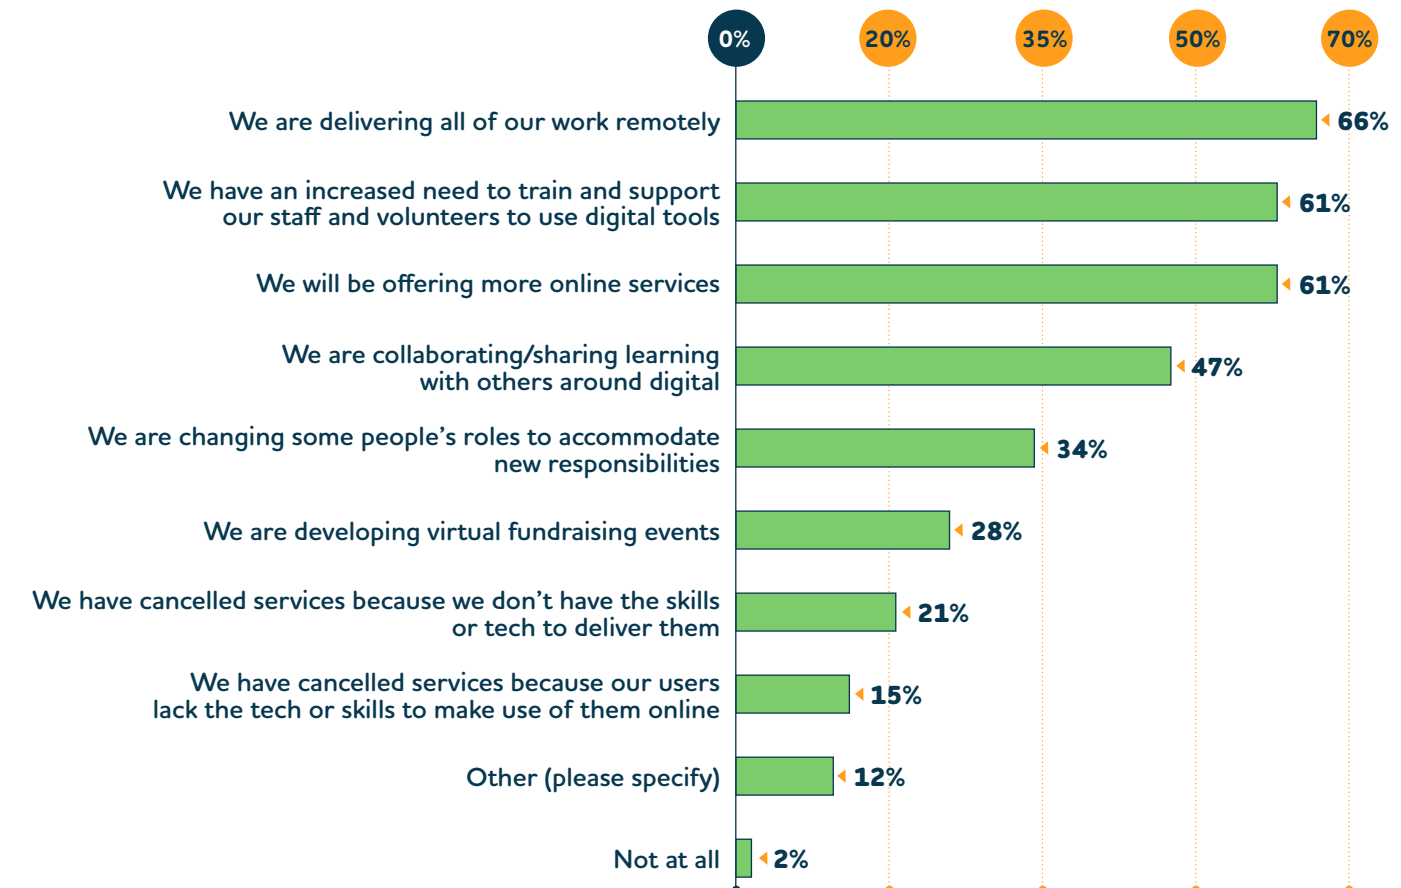 0% 20% 35% 50% 70%
We are delivering all of our work remotely 66%
We have an increased need to train and support
our staff and volunteers to use digital tools 61%
We will be offering more online services 61%
We are collaborating/sharing learning
with others around digital 47%
We are changing some people’s roles to accommodate
new responsibilities 34%
We are developing virtual fundraising events 28%
We have cancelled services because we don’t have the skills
or tech to deliver them 21%
We have cancelled services because our users
lack the tech or skills to make use of them online 15%
Other (please specify) 12%
Not at all 2%